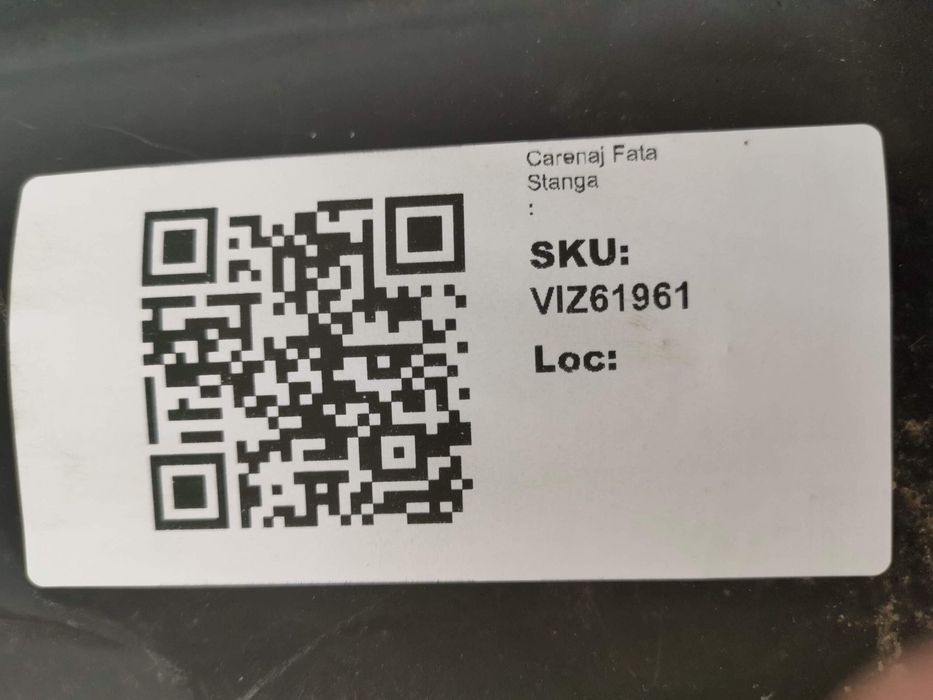 Carenaj Fata
Stanga
:
SKU:
VIZ61961
Loc: